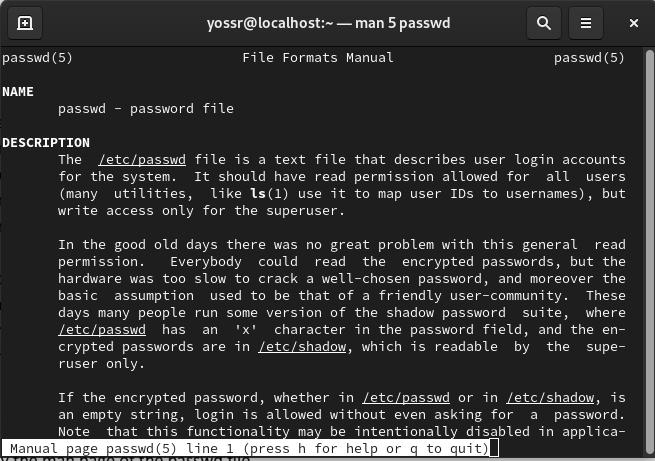 yossr@localhost:~ — man 5 passwd
passwd(5) File Formats Manual passwd(5)
NAME
passwd - password file
DESCRIPTION
The /etc/passwd file is a text file that describes user login accounts
for the system. It should have read permission allowed for all users
(many utilities, like ls(1) use it to map user IDs to usernames), but
write access only for the superuser.
In the good old days there was no great problem with this general read
permission. Everybody could read the encrypted passwords, but the
hardware was too slow to crack a well-chosen password, and moreover the
basic assumption used to be that of a friendly user-community. These
days many people run some version of the shadow password suite, where
/etc/passwd has an 'x' character in the password field, and the en-
crypted passwords are in /etc/shadow, which is readable by the supe-
ruser only.
If the encrypted password, whether in /etc/passwd or in /etc/shadow, is
an empty string, login is allowed without even asking for a password.
Note that this functionality may be intentionally disabled in applica-
Manual page passwd(5) line 1 (press h for help or q to quit)